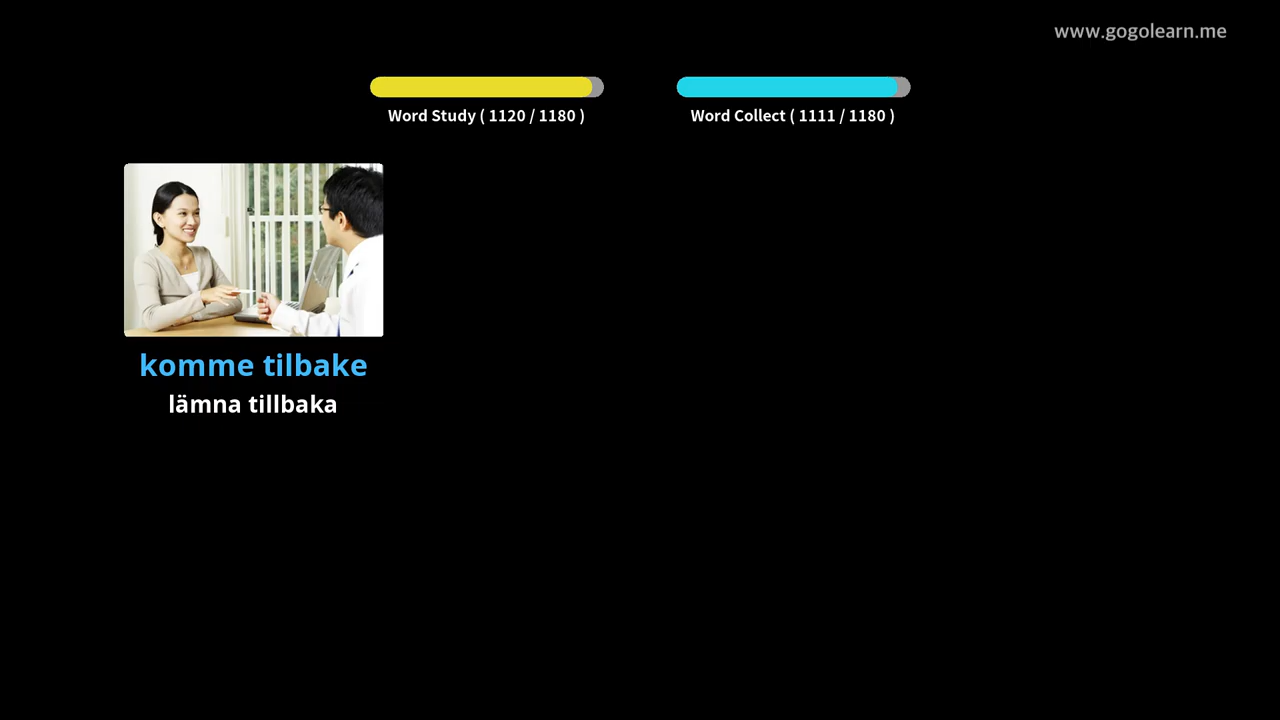 www.gogolearn.me
Word Study ( 1120 / 1180 )
Word Collect ( 1111 / 1180 )
komme tilbake
lämna tillbaka